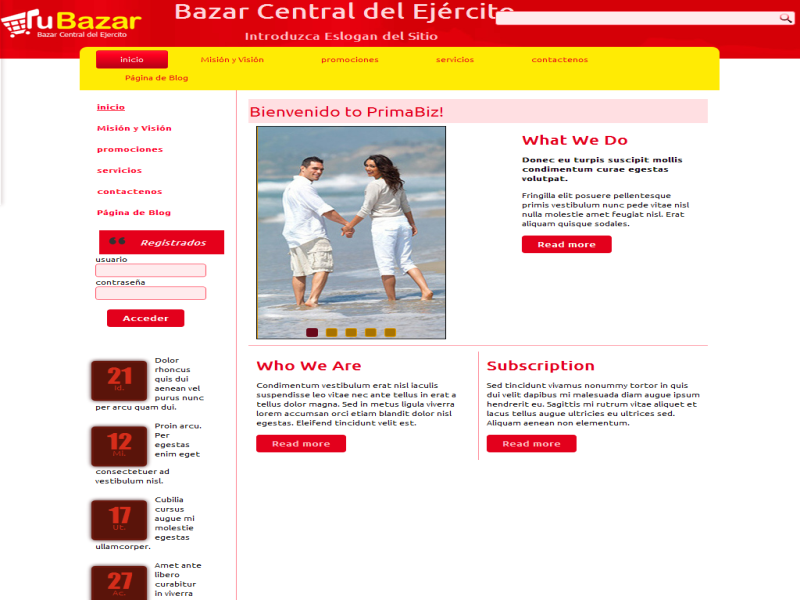 TuBazar
Bazar Central del Ejército
Bazar Central del Ejército
Introduzca Eslogan del Sitio
inicio
Misión y Visión
promociones
servicios
contactenos
Página de Blog
inicio
Misión y Visión
promociones
servicios
contactenos
Página de Blog
Registrados
usuario
contraseña
Acceder
21
Id.
Dolor
rhoncus
quis dui
aenean vel
purus nunc
per arcu quam dui.
12
Mi.
Proin arcu.
Per
egestas
enim eget
consectetuer ad
vestibulum nisl.
17
Ut.
Cubilia
cursus
augue mi
molestie
egestas
ullamcorper.
27
Ac.
Amet ante
libero
curabitur
in viverra
Bienvenido to PrimaBiz!
What We Do
Donec eu turpis suscipit mollis
condimentum curae egestas
volutpat.
Fringilla elit posuere pellentesque
primis vestibulum nunc pede vitae nisl
nulla molestie amet feugiat nisl. Erat
aliquam quisque sodales.
Read more
Who We Are
Condimentum vestibulum erat nisl iaculis
suspendisse leo vitae nec ante tellus in erat a
tellus dolor magna. Sed in metus ligula viverra
lorem accumsan orci etiam blandit dolor nisl
egestas. Eleifend tincidunt velit est.
Read more
Subscription
Sed tincidunt vivamus nonummy tortor in quis
dui velit dapibus mi malesuada diam augue ipsum
hendrerit eu. Sagittis mi rutrum vitae aliquet et
lacus tellus augue ultricies eu ultrices sed.
Aliquam aenean non elementum.
Read more